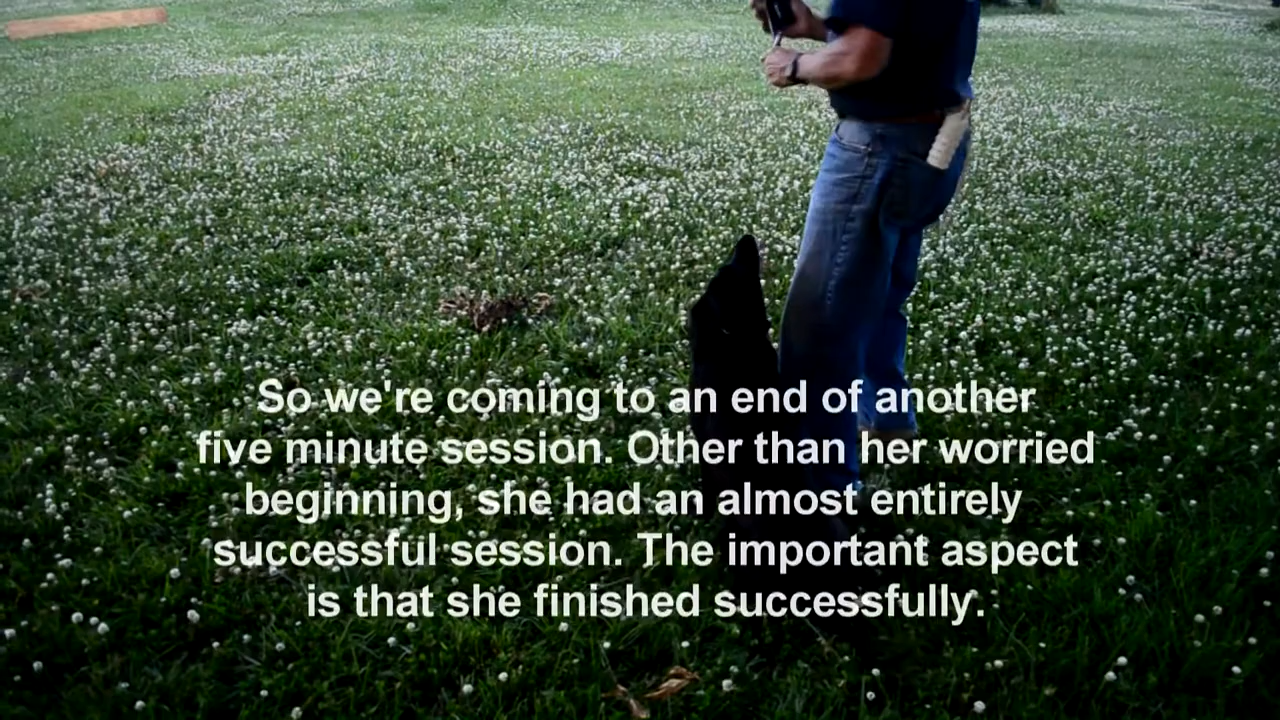 So we're coming to an end of another
five minute session. Other than her worried
beginning, she had an almost entirely
successful session. The important aspect
is that she finished successfully.